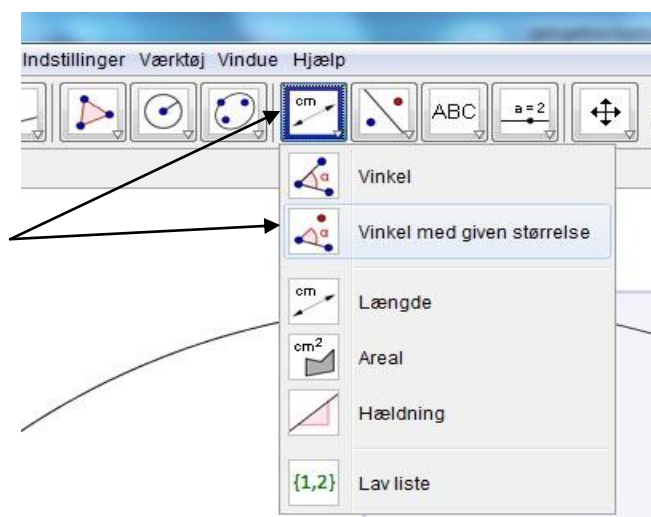 Indstillinger Værktøj Vindue Hjælp
cm
ABC
a = 2
α
Vinkel
α
Vinkel med given størrelse
cm
Længde
cm²
Areal
Hældning
{1,2}
Lav liste